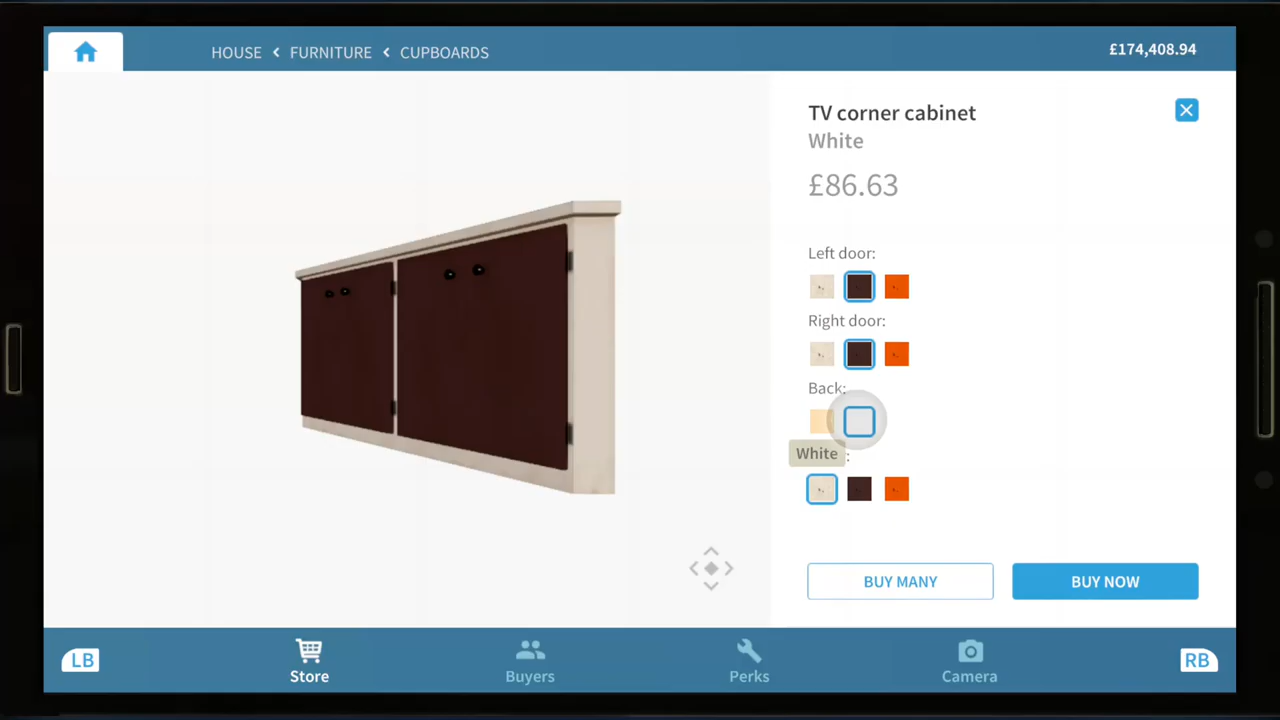 HOUSE < FURNITURE < CUPBOARDS
£174,408.94
TV corner cabinet
White
£86.63
Left door:
Right door:
Back:
White :
BUY MANY
BUY NOW
LB
Store
Buyers
Perks
Camera
RB